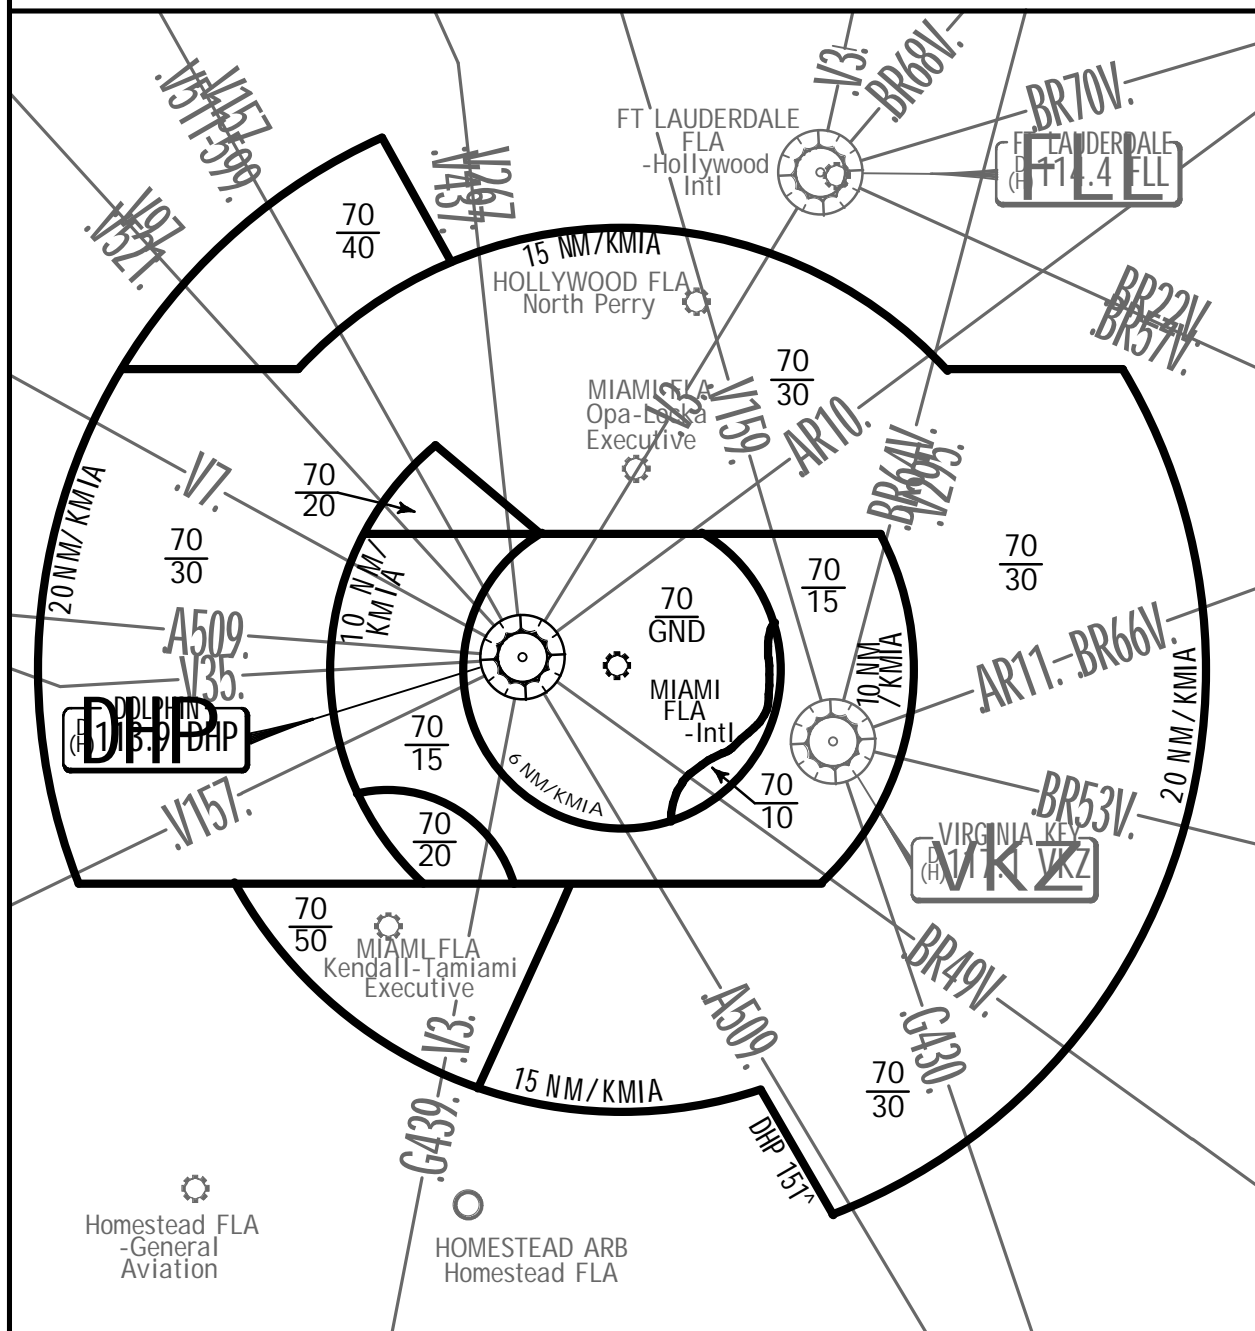 .V3.
.BR68V.
.BR70V.
.V157.
.V511-599.
FT LAUDERDALE
FLA
-Hollywood
Intl
FT LAUDERDALE
114.4 FLL
FLL
.V267.
.V437.
.V97.
.V521.
70
40
15 NM/KMIA
HOLLYWOOD FLA
North Perry
BR22V.
.BR57V.
70
30
MIAMI FLA
Opa-Locka
Executive
.V3.
.V159.
.AR10.
.BR64V.
.V295.
.V7.
70
20
20 NM/KMIA
70
30
10 NM/
KMIA
70
15
70
30
70
GND
.A509.
V35.
.AR11.-BR66V.
10 NM
/KMIA
MIAMI
FLA
-Intl
DOLPHIN
(H) 113.9 DHP
DHP
70
15
6 NM/KMIA
70
10
20 NM/KMIA
.V157.
.BR53V.
70
20
VIRGINIA KEY
(H) 117.1 VKZ
vkz
70
50
MIAMI FLA
Kendall-Tamiami
Executive
.BR49V.
.A509.
.G430.
.G439.-V3.
15 NM/KMIA
70
30
DHP 151^
Homestead FLA
-General
Aviation
HOMESTEAD ARB
Homestead FLA